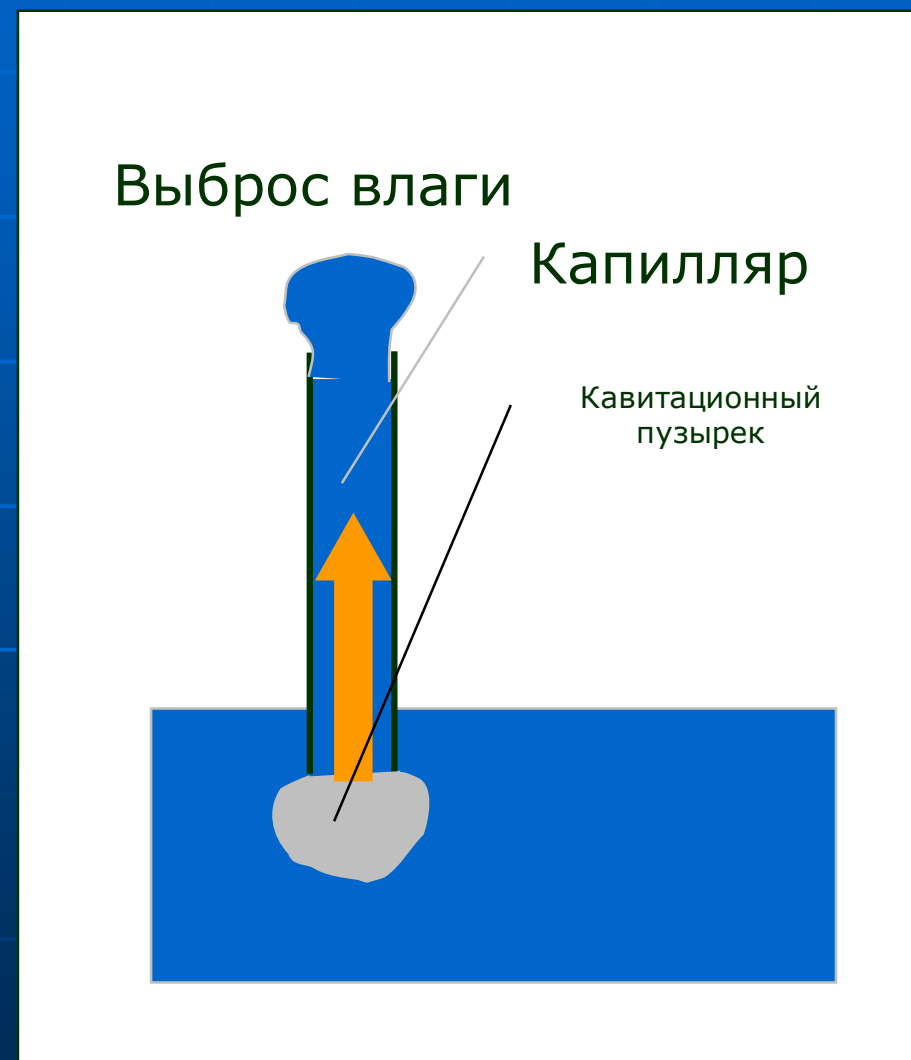 Выброс влаги
Капилляр
Кавитационный
пузырек